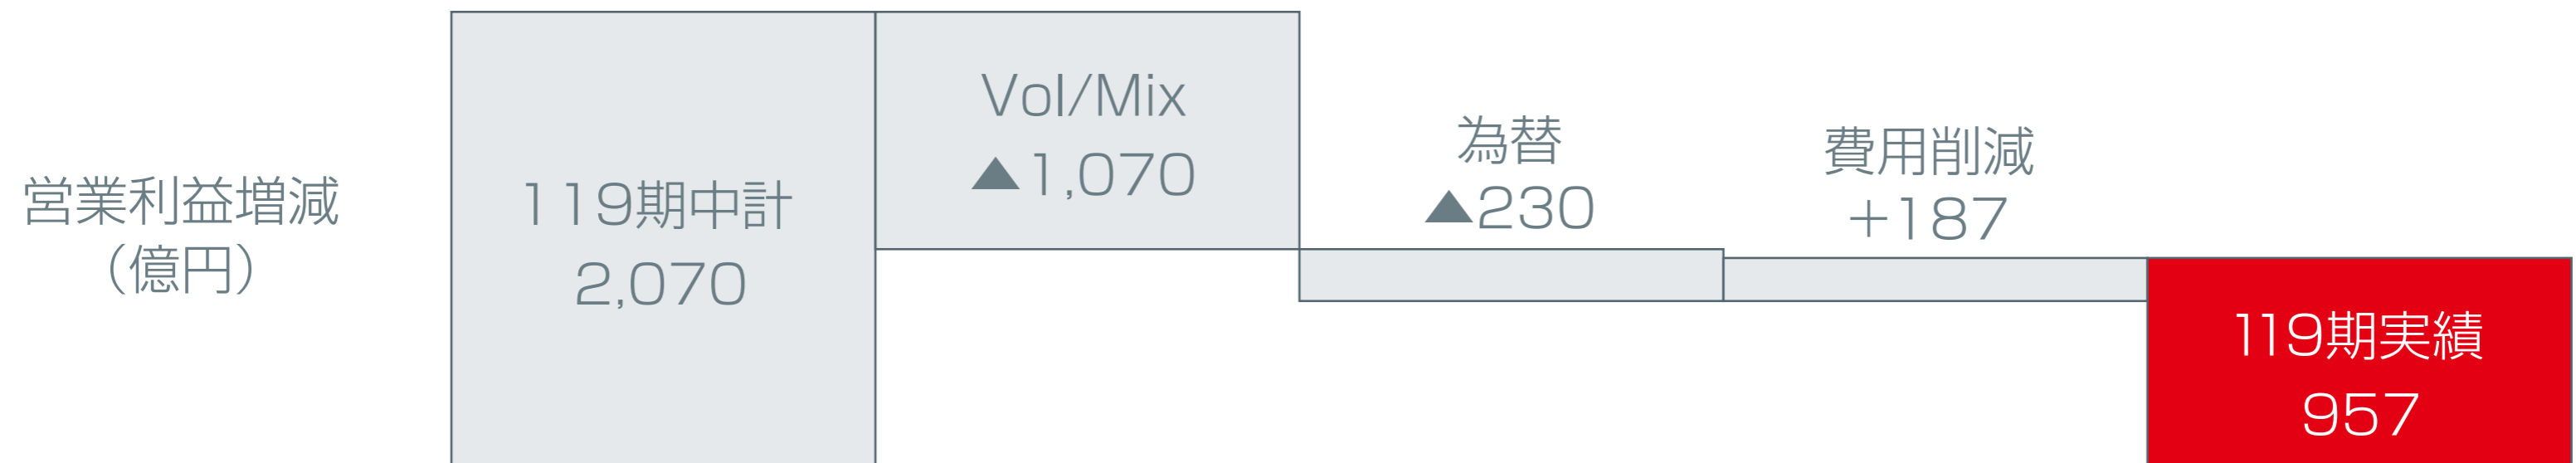 営業利益増減
（億円）
119期中計
2,070
Vol/Mix
▲1,070
為替
▲230
費用削減
+187
119期実績
957